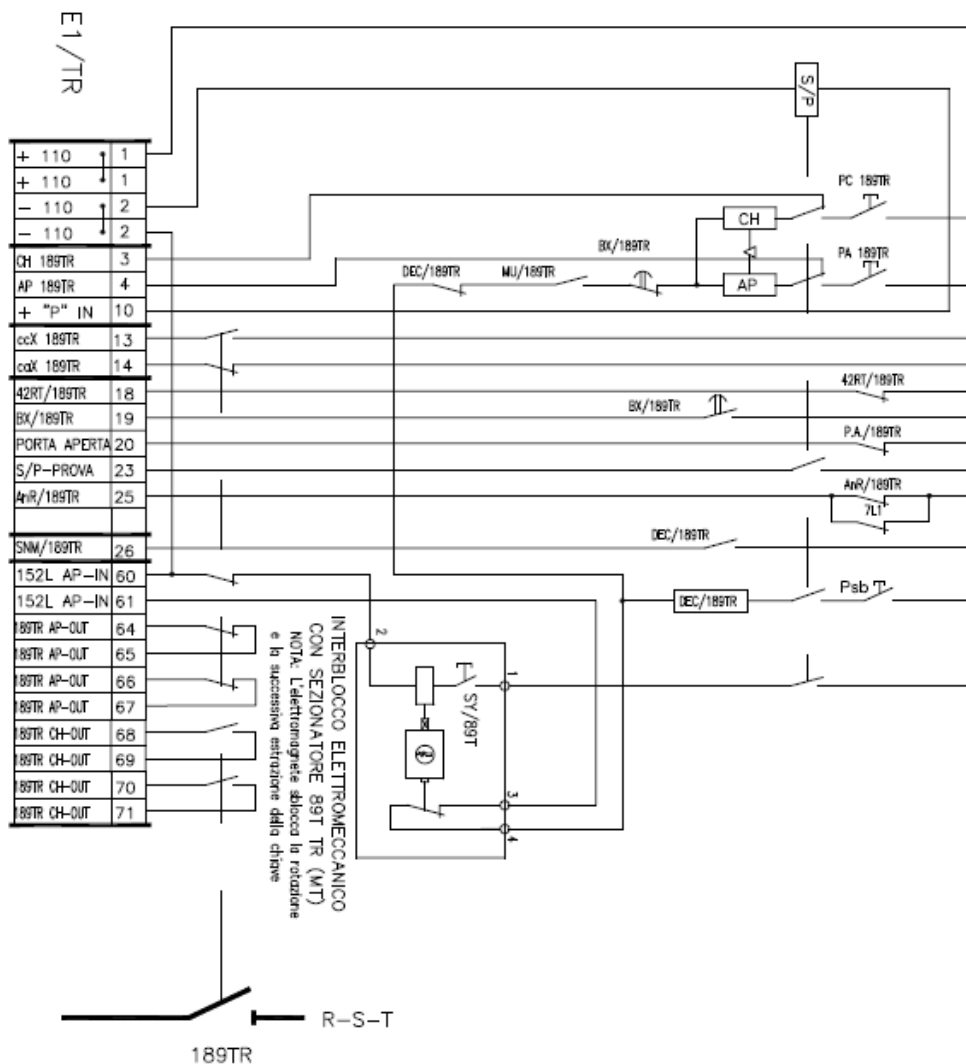 E1/TR
+ 110 1
+ 110 1
- 110 2
- 110 2
CH 189TR 3
AP 189TR 4
+ "P" IN 10
ccX 189TR 13
caX 189TR 14
42RT/189TR 18
BX/189TR 19
PORTA APERTA 20
S/P-PROVA 23
AnR/189TR 25
SNM/189TR 26
152L AP-IN 60
152L AP-IN 61
189TR AP-OUT 64
189TR AP-OUT 65
189TR AP-OUT 66
189TR AP-OUT 67
189TR CH-OUT 68
189TR CH-OUT 69
189TR CH-OUT 70
189TR CH-OUT 71
S/P
PC 189TR
CH
BX/189TR
PA 189TR
DEC/189TR
MU/189TR
AP
42RT/189TR
BX/189TR
P.A./189TR
AnR/189TR
7L1
DEC/189TR
DEC/189TR
Psb
2
1
SY/89T
3
4
INTERBLOCCO ELETTROMECCANICO
CON SEZIONATORE 89T TR (MT)
NOTA: L'elettromagnete sblocca la rotazione
e la successiva estrazione della chiave
R-S-T
189TR